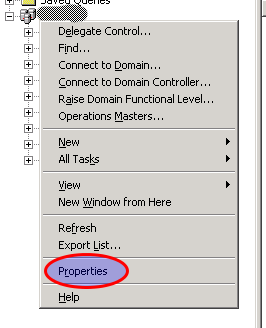 Saved Queries
Delegate Control...
Find...
Connect to Domain...
Connect to Domain Controller...
Raise Domain Functional Level...
Operations Masters...
New
All Tasks
View
New Window from Here
Refresh
Export List...
Properties
Help